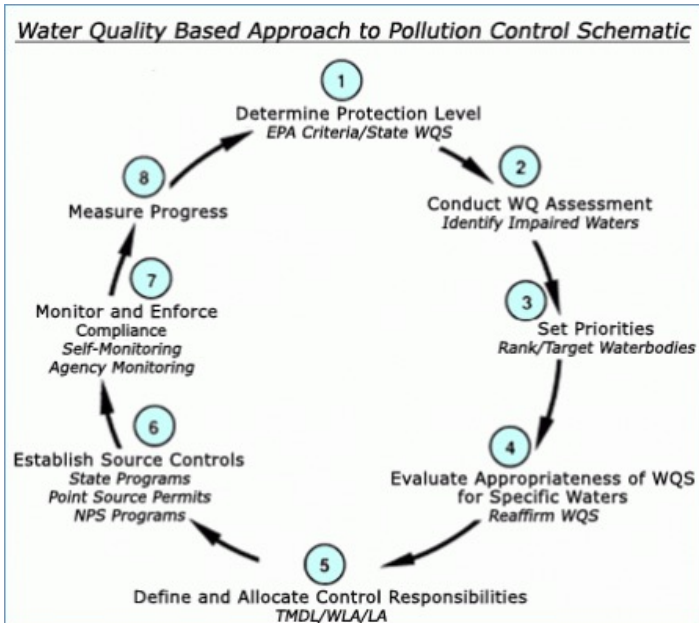 Water Quality Based Approach to Pollution Control Schematic
1
Determine Protection Level
EPA Criteria/State WQS
2
Conduct WQ Assessment
Identify Impaired Waters
3
Set Priorities
Rank/Target Waterbodies
4
Evaluate Appropriateness of WQS
for Specific Waters
Reaffirm WQS
5
Define and Allocate Control Responsibilities
TMDL/WLA/LA
6
Establish Source Controls
State Programs
Point Source Permits
NPS Programs
7
Monitor and Enforce
Compliance
Self-Monitoring
Agency Monitoring
8
Measure Progress